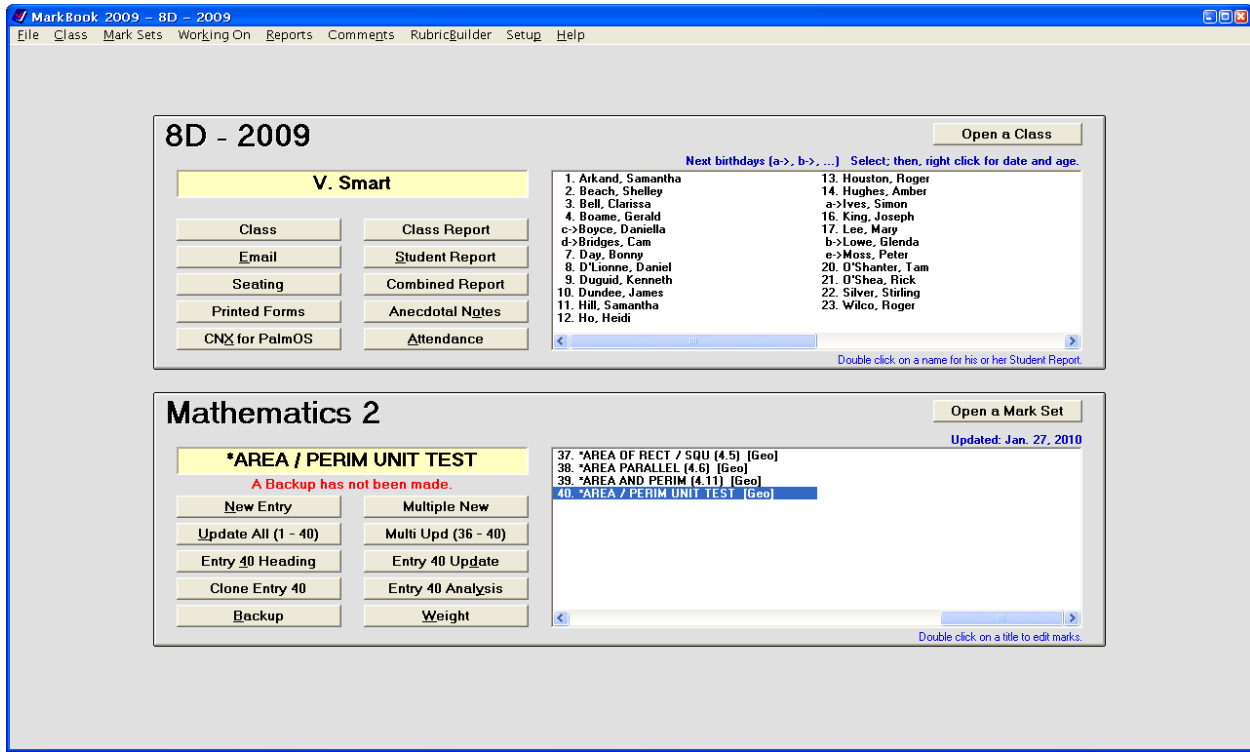 MarkBook 2009 - 8D - 2009
File Class Mark Sets Working On Reports Comments RubricBuilder Setup Help
8D - 2009
Open a Class
Next birthdays (a->, b->, ...) Select; then, right click for date and age.
V. Smart
Class
Class Report
Email
Student Report
Seating
Combined Report
Printed Forms
Anecdotal Notes
CNX for PalmOS
Attendance
1. Arkand, Samantha
2. Beach, Shelley
3. Bell, Clarissa
4. Boame, Gerald
c->Boyce, Daniella
d->Bridges, Cam
7. Day, Bonny
8. D'Lionne, Daniel
9. Duguid, Kenneth
10. Dundee, James
11. Hill, Samantha
12. Ho, Heidi
13. Houston, Roger
14. Hughes, Amber
a->Ives, Simon
16. King, Joseph
17. Lee, Mary
b->Lowe, Glenda
e->Moss, Peter
20. O'Shanter, Tam
21. O'Shea, Rick
22. Silver, Stirling
23. Wilco, Roger
Double click on a name for his or her Student Report.
Mathematics 2
Open a Mark Set
Updated: Jan. 27, 2010
*AREA / PERIM UNIT TEST
A Backup has not been made.
New Entry
Multiple New
Update All (1 - 40)
Multi Upd (36 - 40)
Entry 40 Heading
Entry 40 Update
Clone Entry 40
Entry 40 Analysis
Backup
Weight
37. *AREA OF RECT / SQU (4.5) [Geo]
38. *AREA PARALLEL (4.6) [Geo]
39. *AREA AND PERIM (4.11) [Geo]
40. *AREA / PERIM UNIT TEST [Geo]
Double click on a title to edit marks.